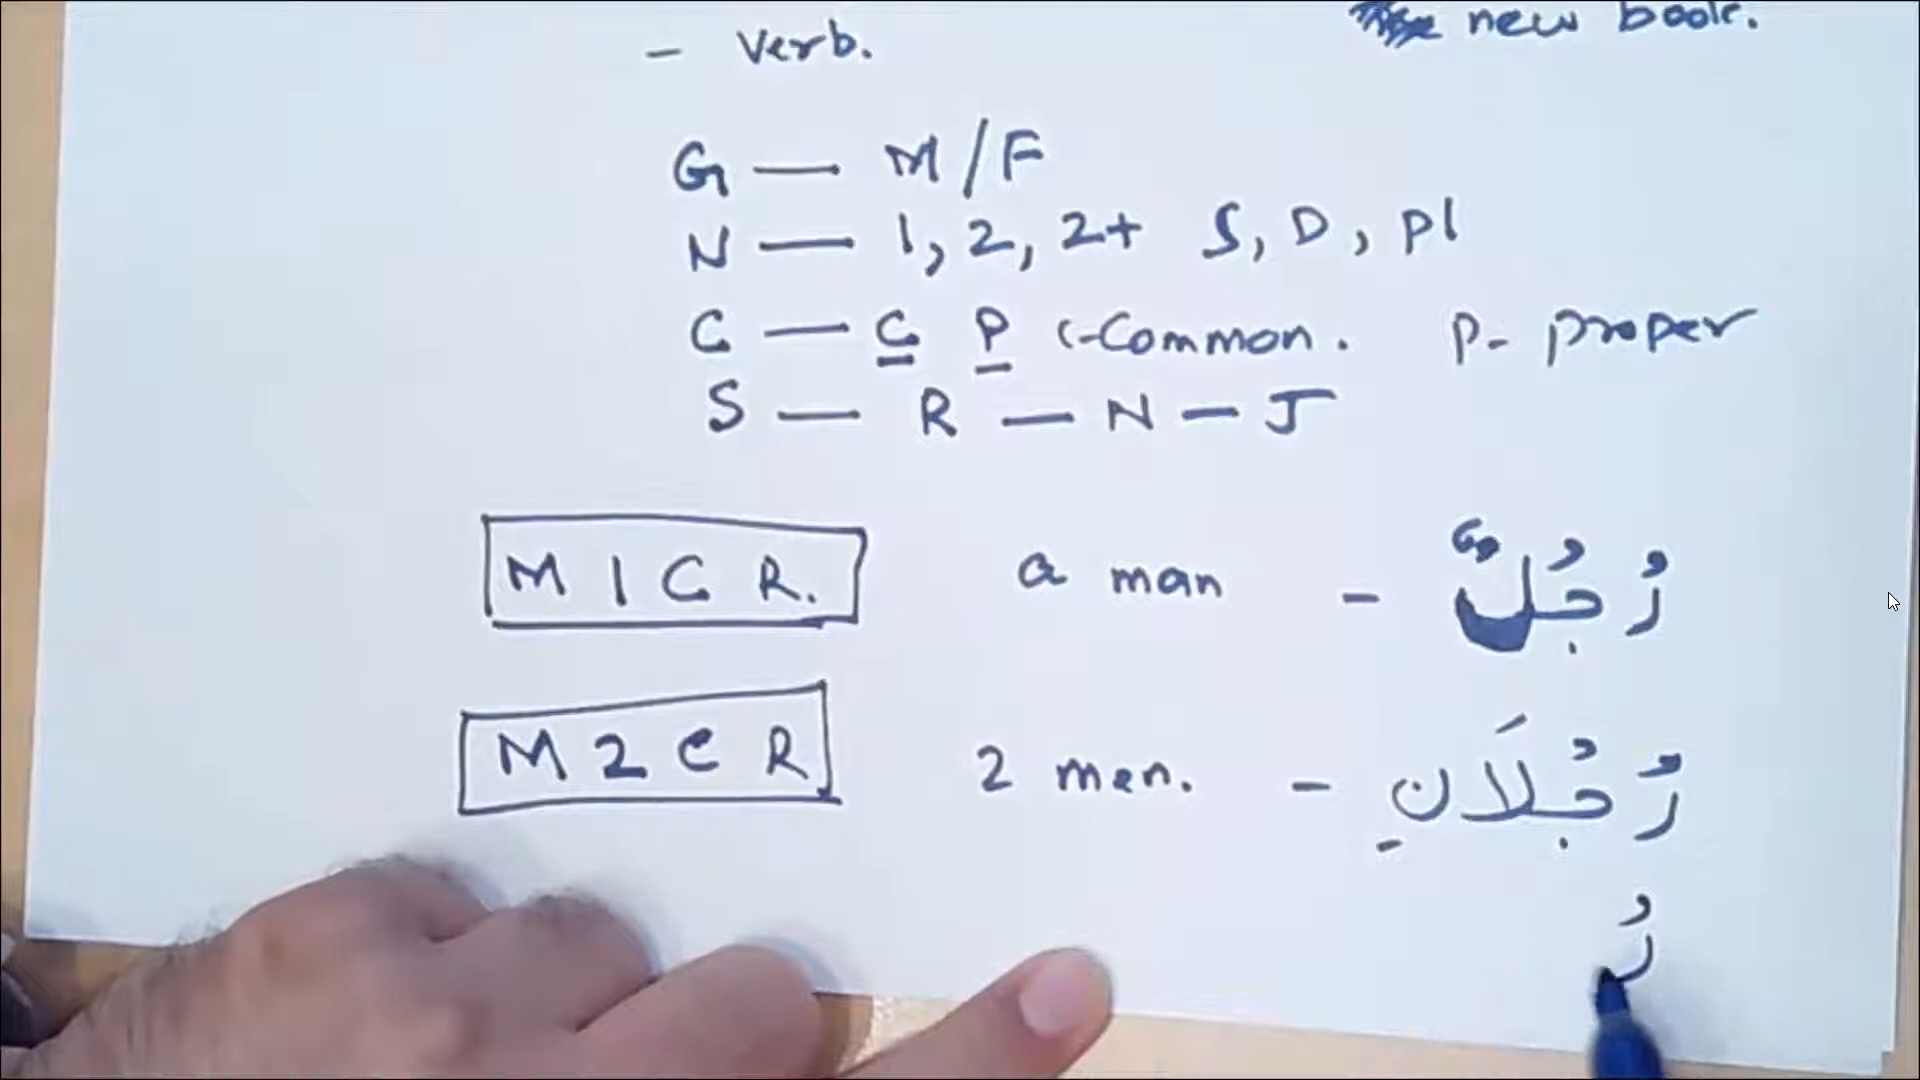 - Verb.
new book.
G — M/F
N — 1, 2, 2+ S, D, Pl
C — C P C-Common. P- proper
S — R — N — J
M 1 C R. a man - رُجُلٌ
M 2 C R 2 men. - رُجُلَانِ
رُ